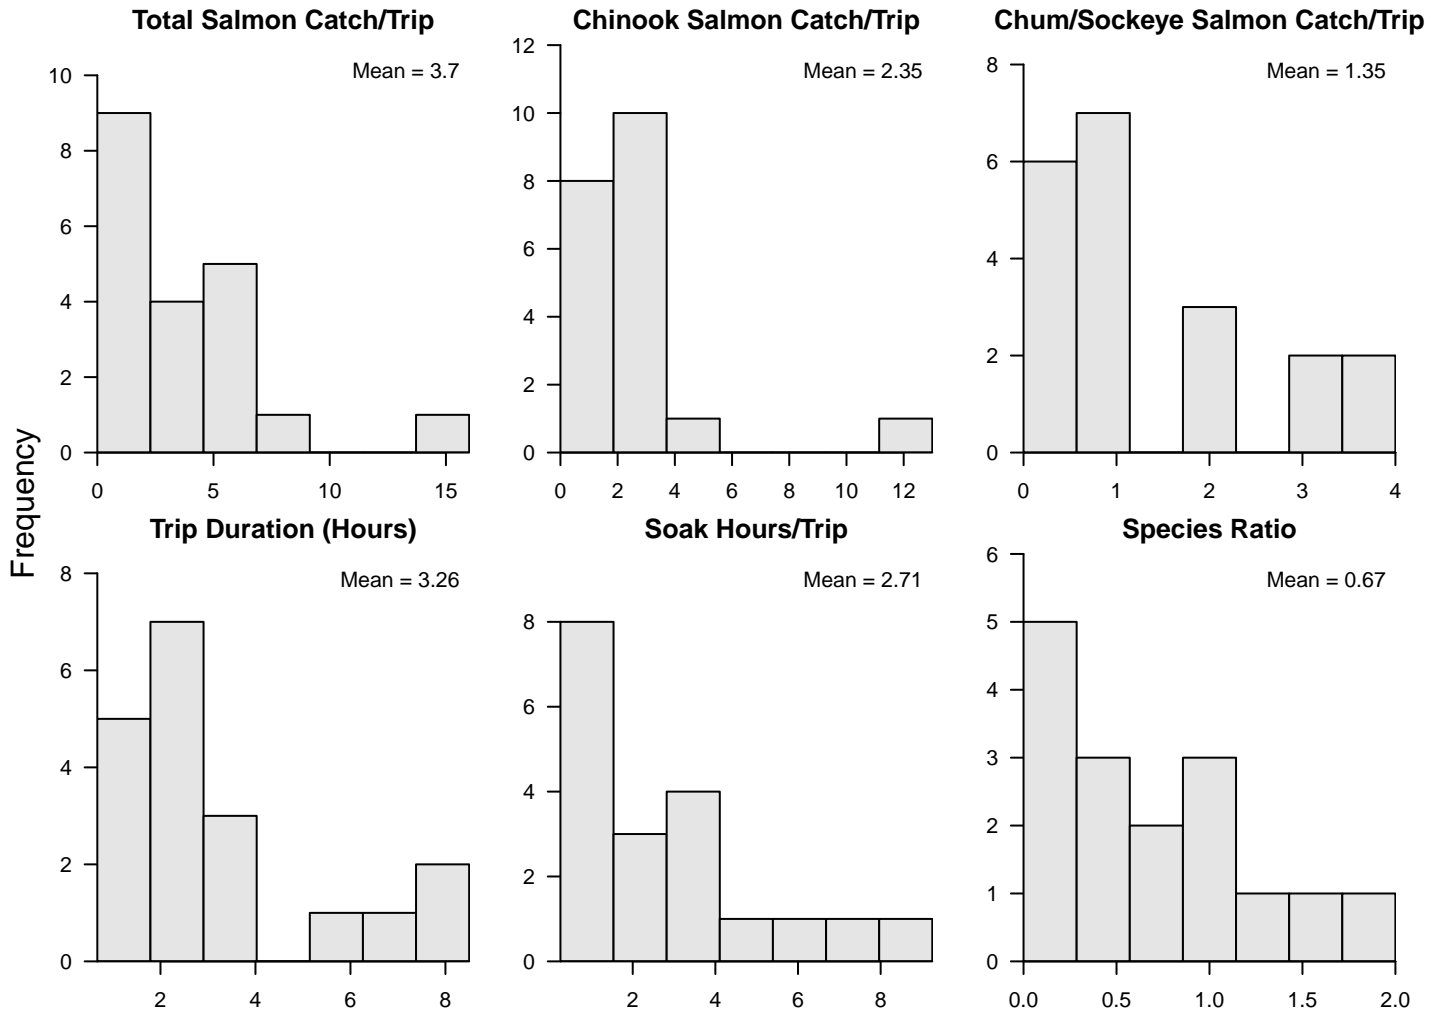 Total Salmon Catch/Trip
Mean = 3.7
10
8
6
4
2
0
0 5 10 15
Chinook Salmon Catch/Trip
Mean = 2.35
12
10
8
6
4
2
0
0 2 4 6 8 10 12
Chum/Sockeye Salmon Catch/Trip
Mean = 1.35
8
6
4
2
0
0 1 2 3 4
Frequency
Trip Duration (Hours)
Mean = 3.26
8
6
4
2
0
2 4 6 8
Soak Hours/Trip
Mean = 2.71
8
6
4
2
0
2 4 6 8
Species Ratio
Mean = 0.67
6
5
4
3
2
1
0
0.0 0.5 1.0 1.5 2.0